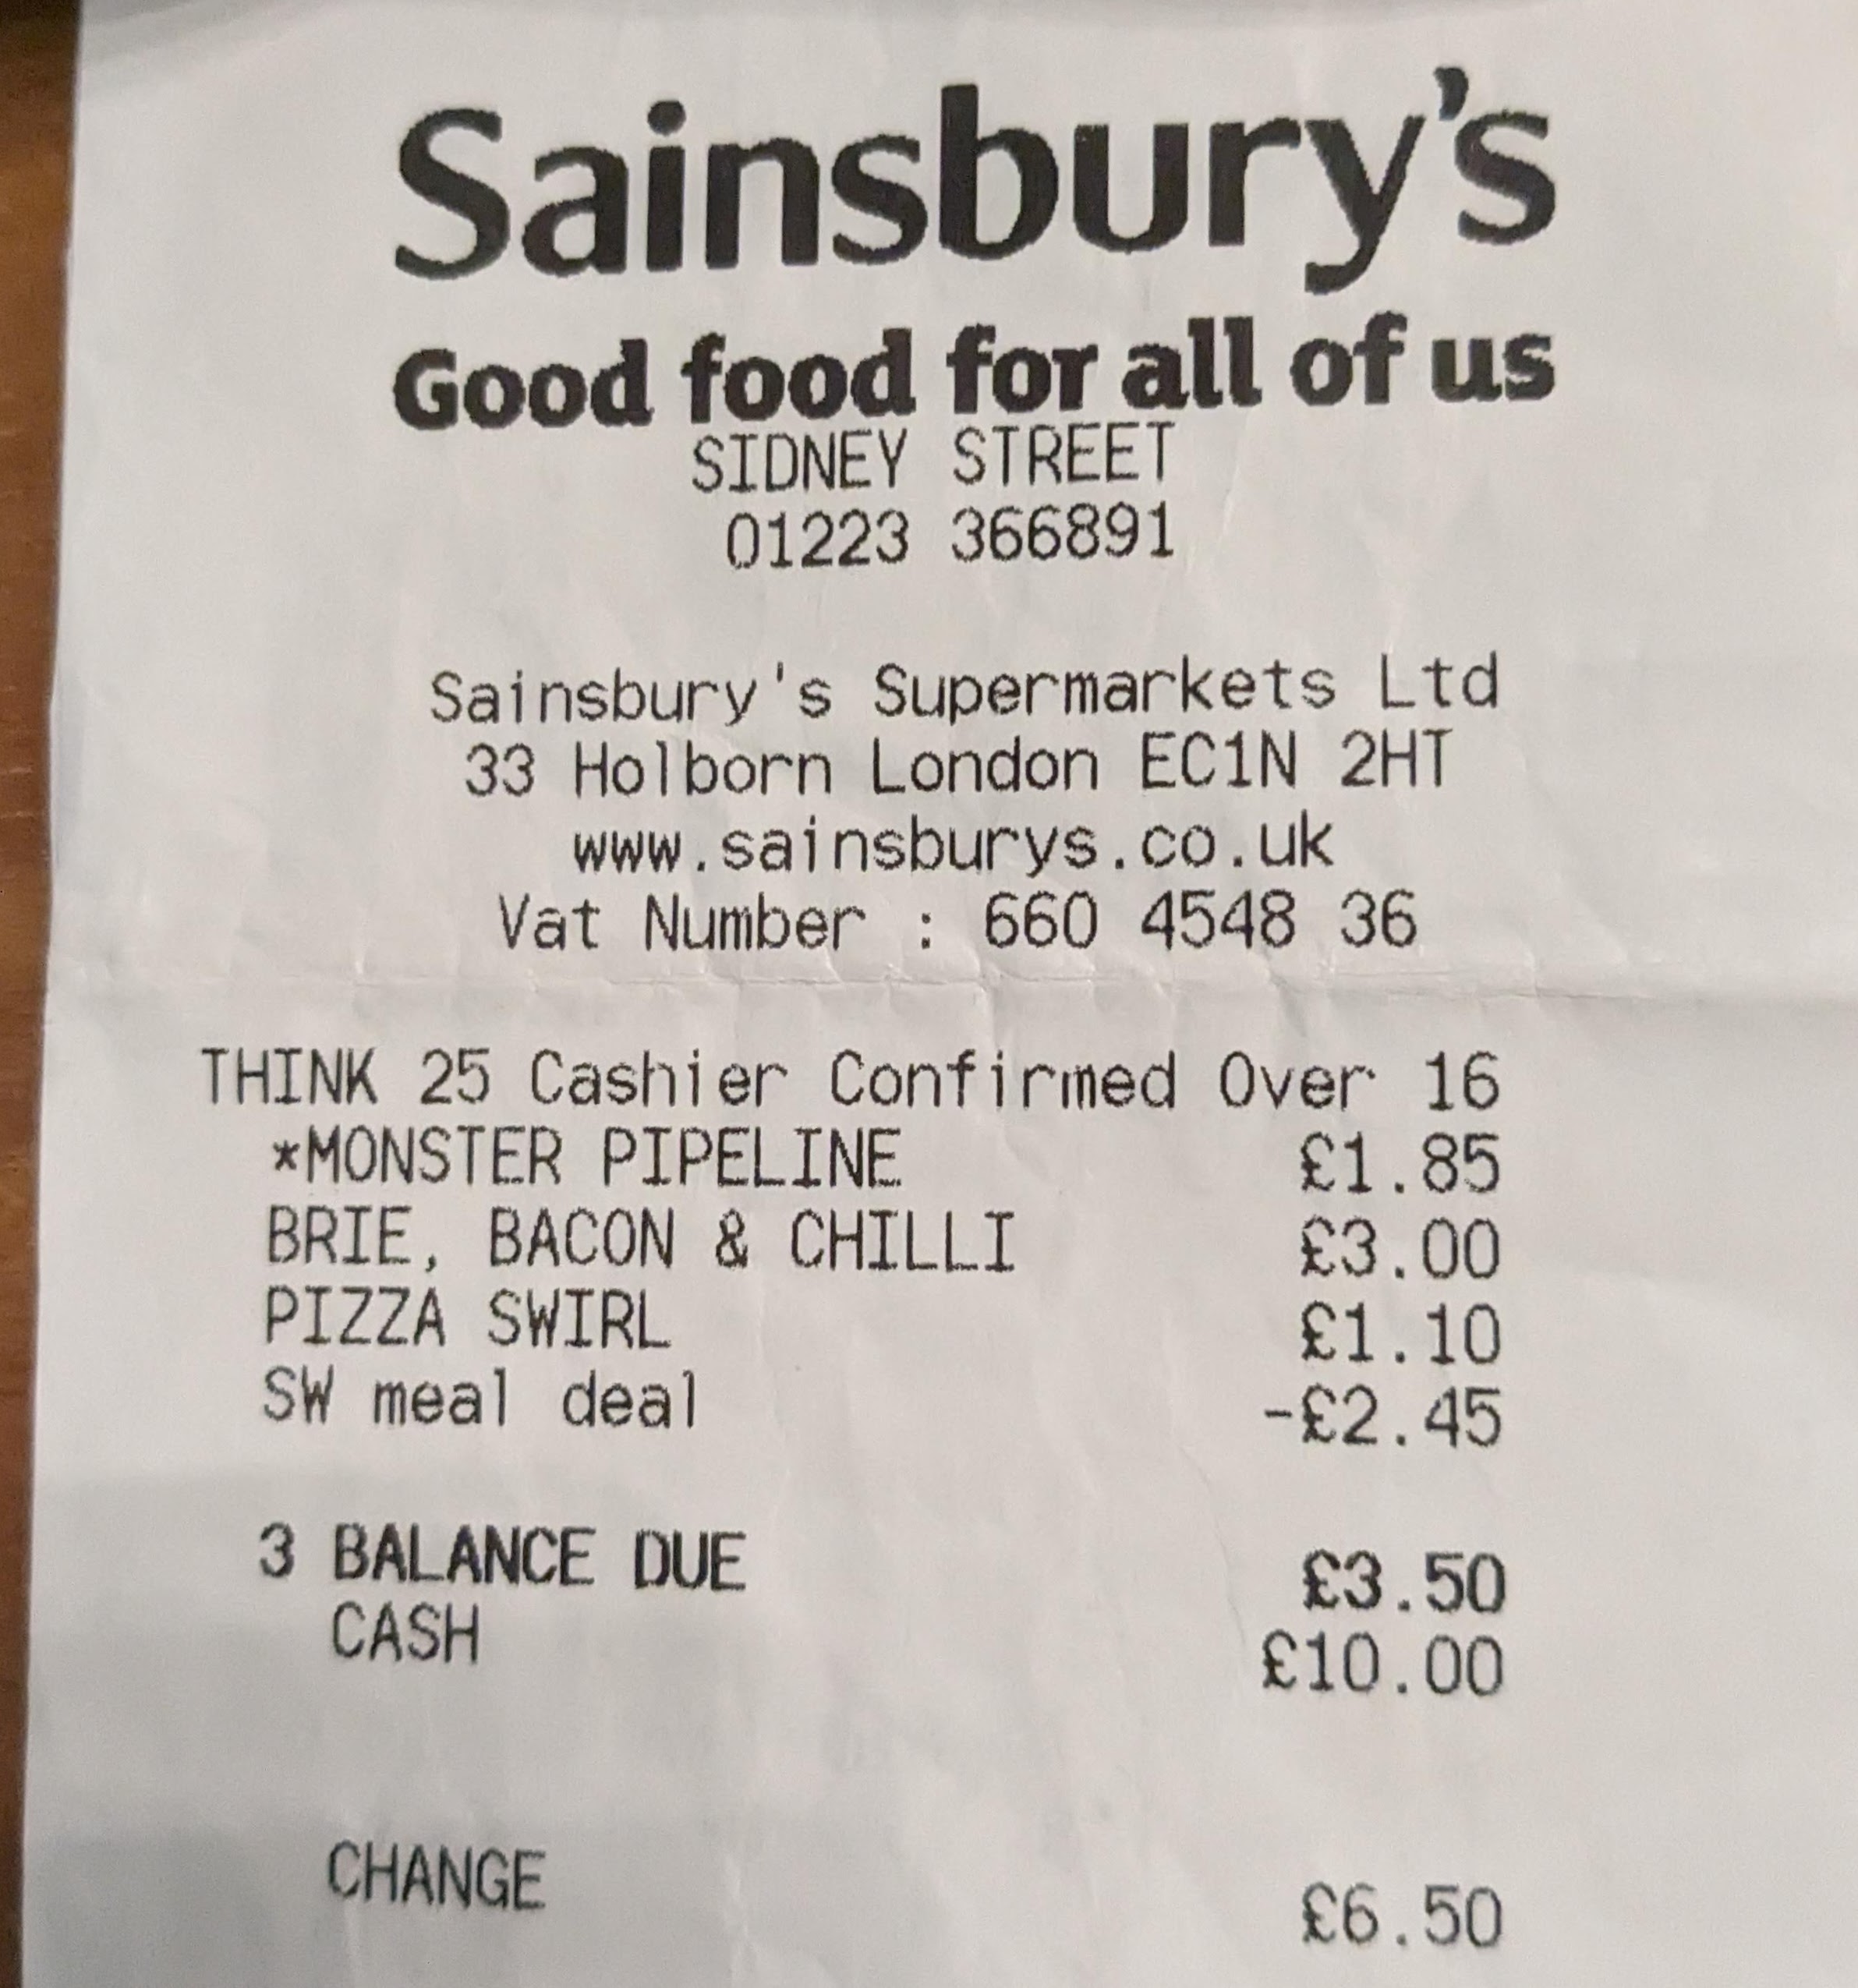 Sainsbury's
Good food for all of us
SIDNEY STREET
01223 366891
Sainsbury's Supermarkets Ltd
33 Holborn London EC1N 2HT
www.sainsburys.co.uk
Vat Number : 660 4548 36
THINK 25 Cashier Confirmed Over 16
*MONSTER PIPELINE £1.85
BRIE, BACON & CHILLI £3.00
PIZZA SWIRL £1.10
SW meal deal -£2.45
3 BALANCE DUE £3.50
CASH £10.00
CHANGE £6.50